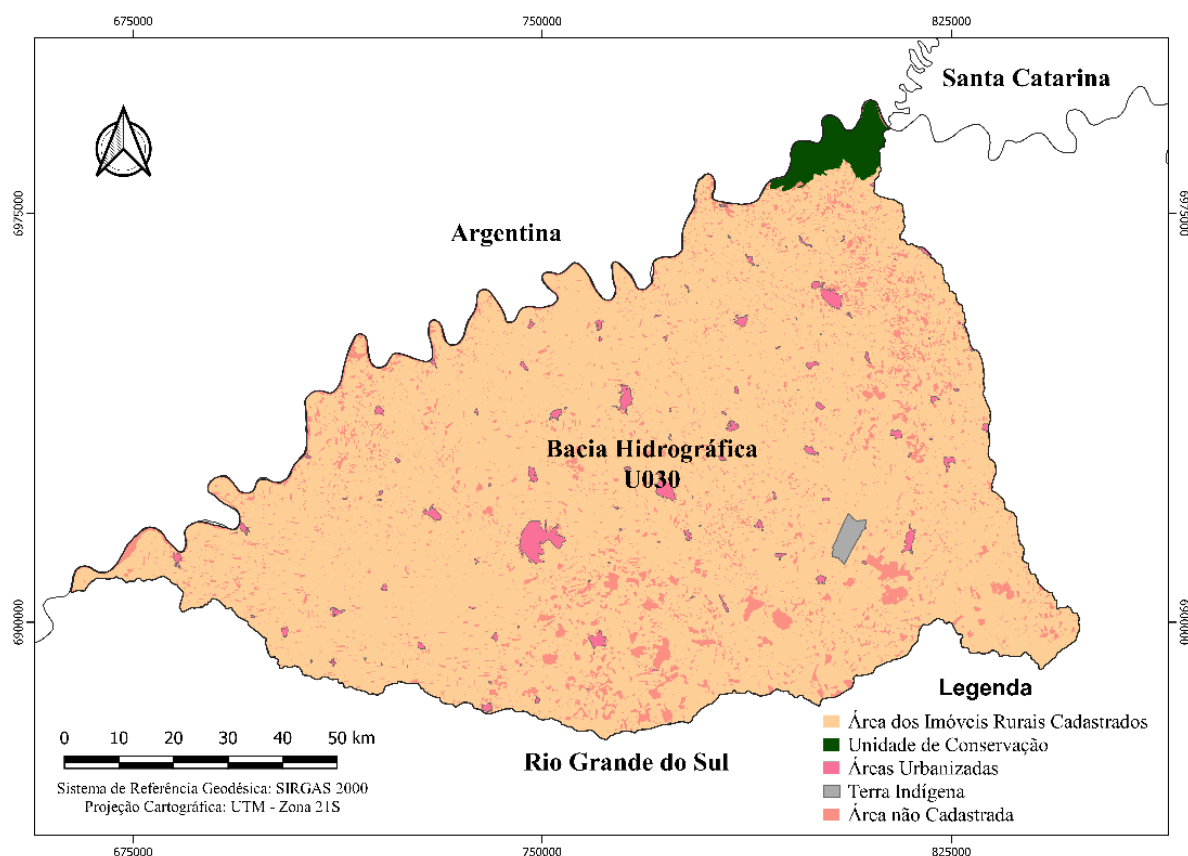 675000
750000
825000
Santa Catarina
6975000
6975000
Argentina
Bacia Hidrográfica
U030
6900000
6900000
Legenda
Área dos Imóveis Rurais Cadastrados
Unidade de Conservação
Áreas Urbanizadas
Terra Indígena
Área não Cadastrada
0 10 20 30 40 50 km
Rio Grande do Sul
Sistema de Referência Geodésica: SIRGAS 2000
Projeção Cartográfica: UTM - Zona 21S
675000
750000
825000